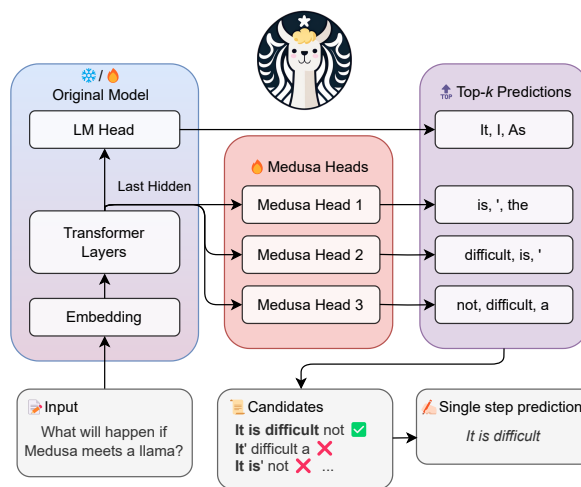 /
Original Model
LM Head
Last Hidden
Transformer
Layers
Embedding
Medusa Heads
Medusa Head 1
Medusa Head 2
Medusa Head 3
TOP
Top-k Predictions
It, I, As
is, ', the
difficult, is, '
not, difficult, a
Input
What will happen if
Medusa meets a llama?
Candidates
It is difficult not
It' difficult a
It is' not ...
Single step prediction
It is difficult